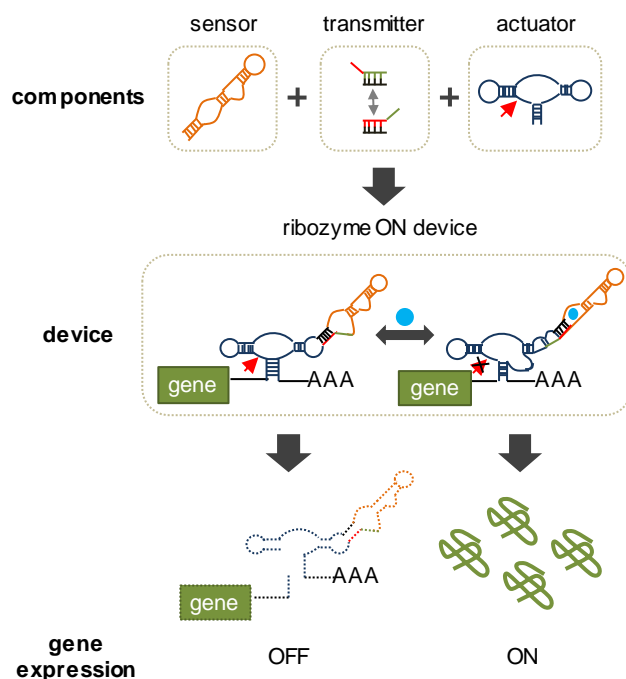 sensor transmitter actuator
components
ribozyme ON device
device
gene AAA gene AAA
gene AAA
gene
expression OFF ON